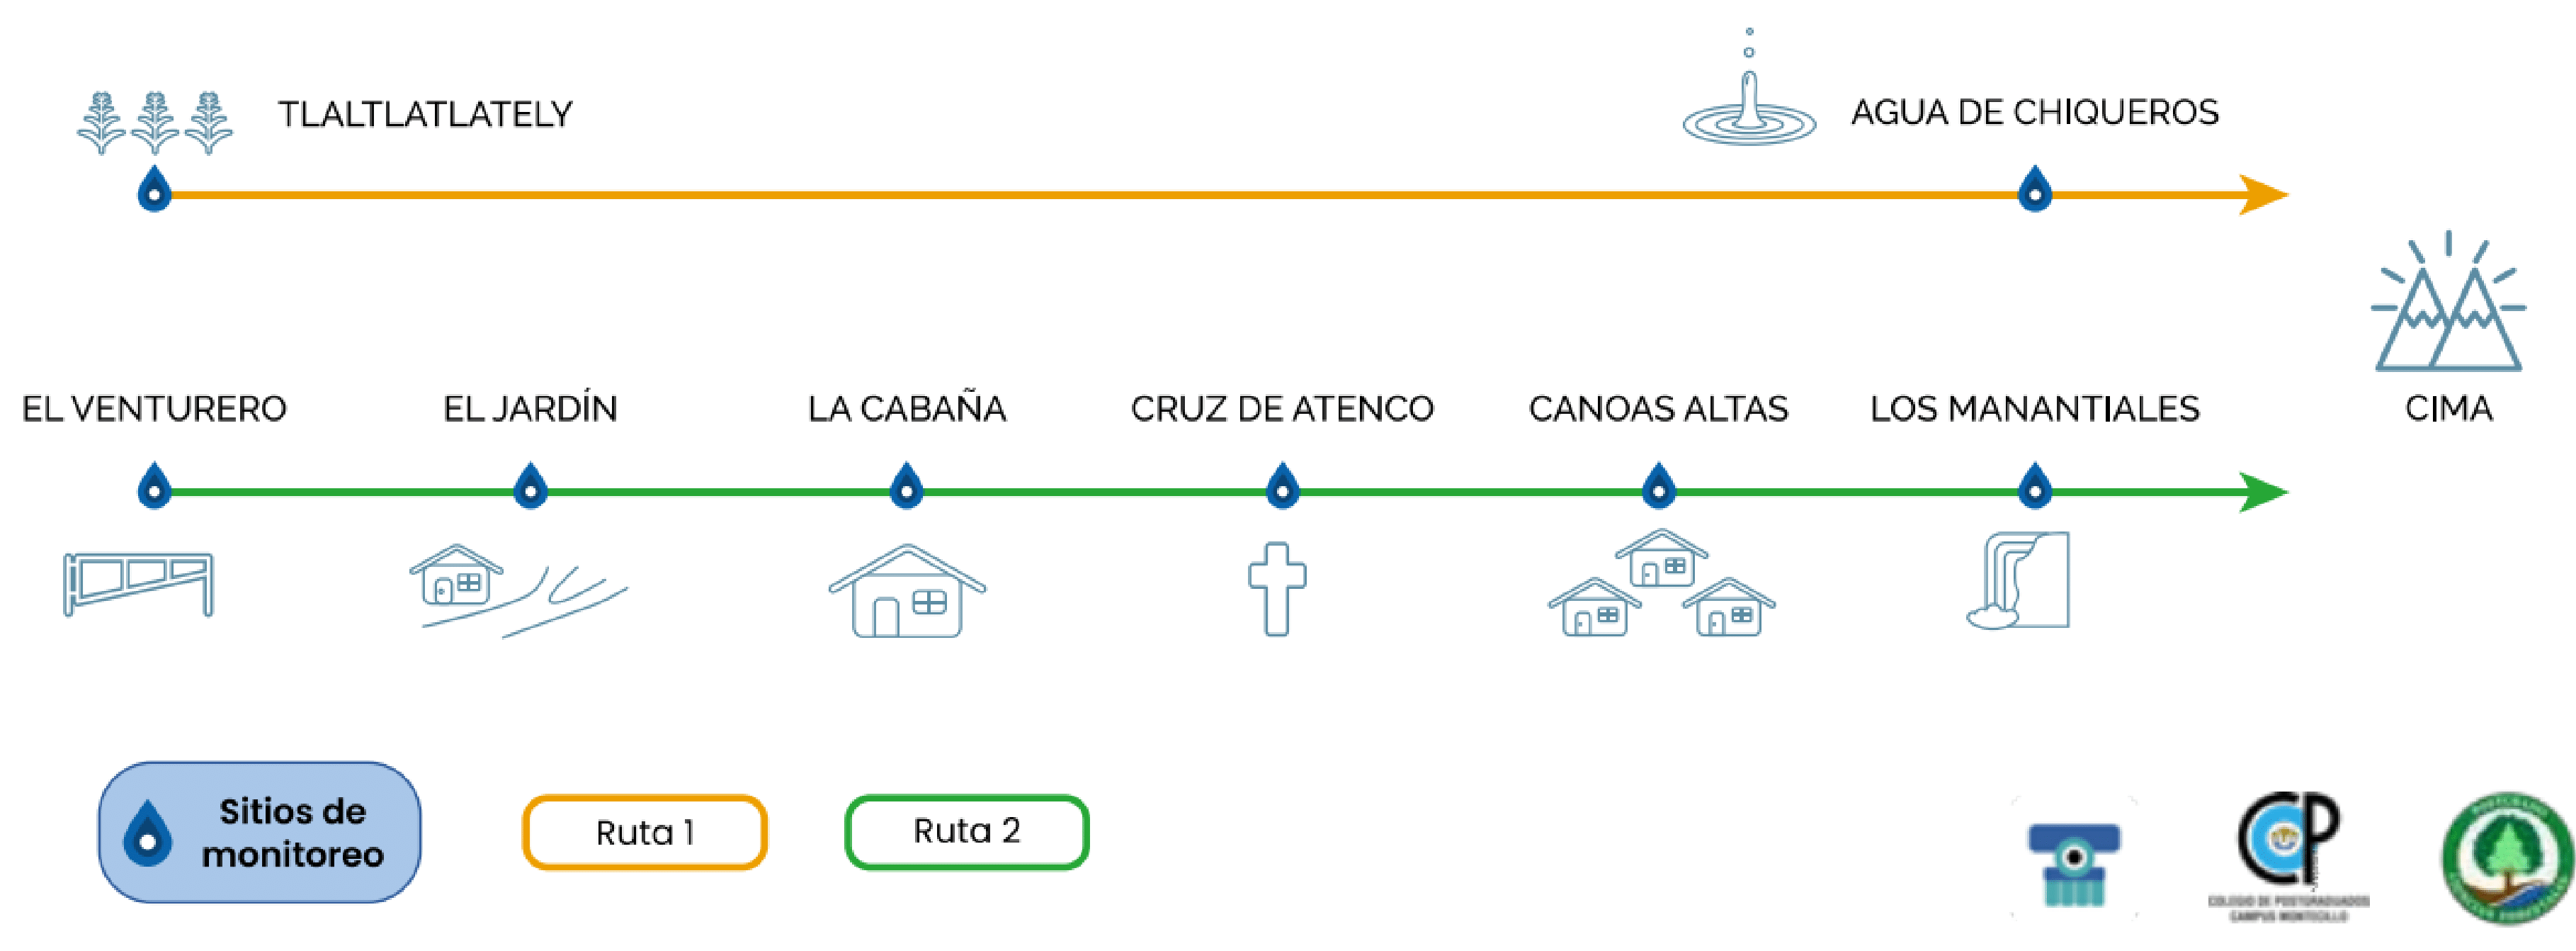 TLALTLATLATELY
AGUA DE CHIQUEROS
EL VENTURERO
EL JARDÍN
LA CABAÑA
CRUZ DE ATENCO
CANOAS ALTAS
LOS MANANTIALES
CIMA
Sitios de
monitoreo
Ruta 1
Ruta 2
CP
COLEGIO DE POSTGRADUADOS
CAMPUS MONTECILLO